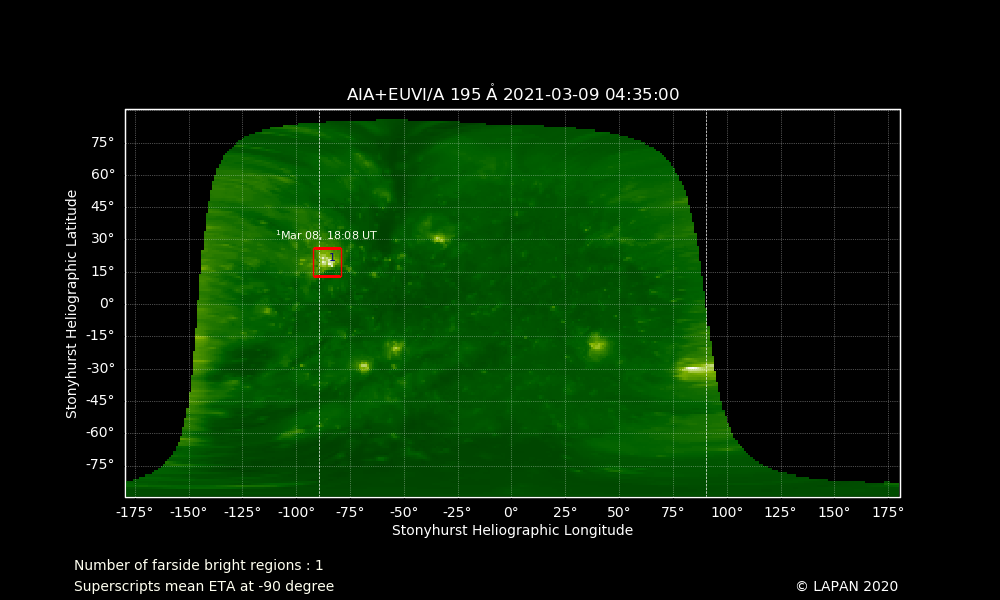 AIA+EUVI/A 195 Å 2021-03-09 04:35:00
75°
60°
45°
30°
15°
0°
-15°
-30°
-45°
-60°
-75°
Stonyhurst Heliographic Latitude
¹Mar 08, 18:08 UT
1
-175° -150° -125° -100° -75° -50° -25° 0° 25° 50° 75° 100° 125° 150° 175°
Stonyhurst Heliographic Longitude
Number of farside bright regions : 1
Superscripts mean ETA at -90 degree
© LAPAN 2020